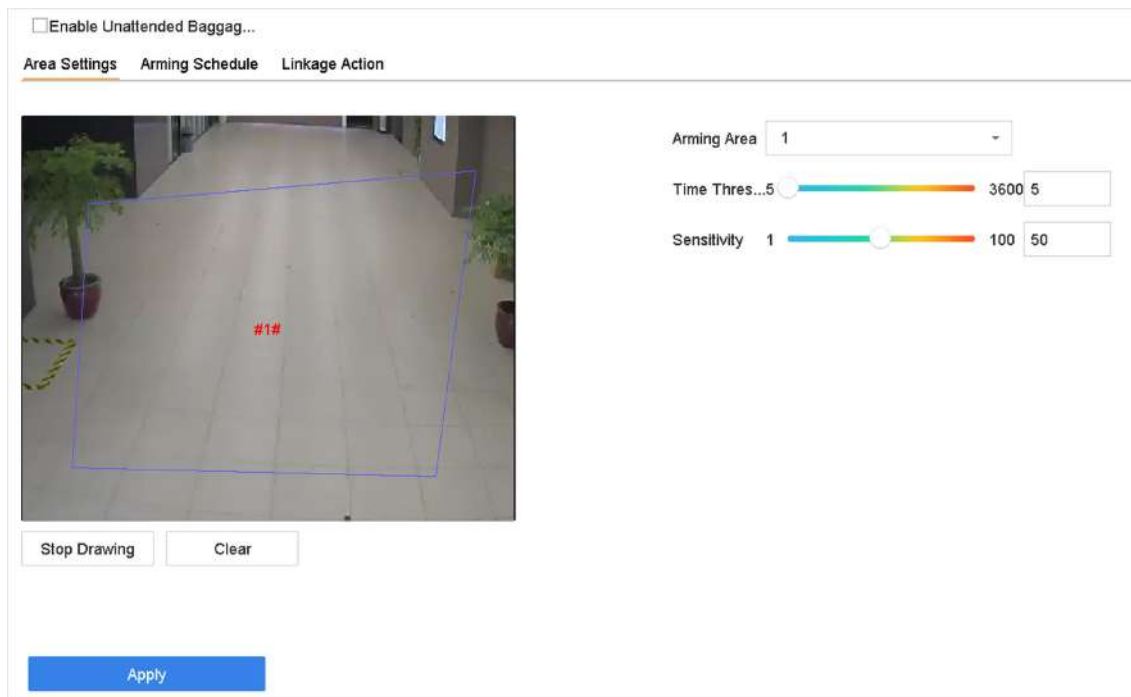 Enable Unattended Baggag...
Area Settings Arming Schedule Linkage Action
Arming Area 1
Time Thres...5 3600 5
Sensitivity 1 100 50
#1#
Stop Drawing Clear
Apply